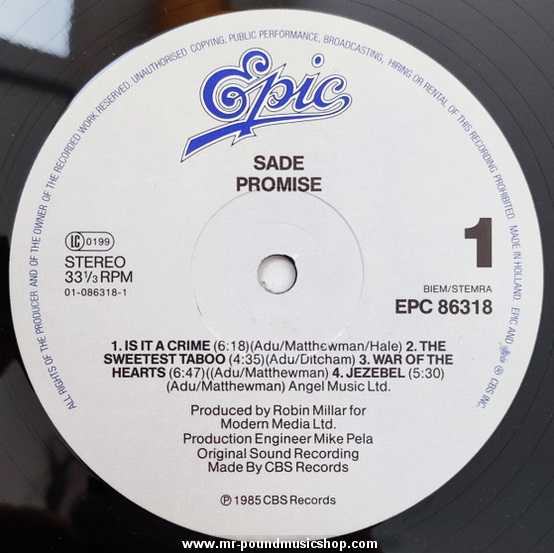 ALL RIGHTS OF THE PRODUCER AND OF THE OWNER OF THE RECORDED WORK RESERVED. UNAUTHORISED COPYING, PUBLIC PERFORMANCE, BROADCASTING, HIRING OR RENTAL OF THIS RECORDING PROHIBITED. MADE IN HOLLAND. EPIC AND ® CBS INC.
Epic
SADE
PROMISE
LC 0199
STEREO
33⅓ RPM
01-086318-1
1
BIEM/STEMRA
EPC 86318
1. IS IT A CRIME (6:18)(Adu/Matthewman/Hale) 2. THE
SWEETEST TABOO (4:35)(Adu/Ditcham) 3. WAR OF THE
HEARTS (6:47)((Adu/Matthewman) 4. JEZEBEL (5:30)
(Adu/Matthewman) Angel Music Ltd.
Produced by Robin Millar for
Modern Media Ltd.
Production Engineer Mike Pela
Original Sound Recording
Made By CBS Records
℗ 1985 CBS Records
www.mr-poundmusicshop.com